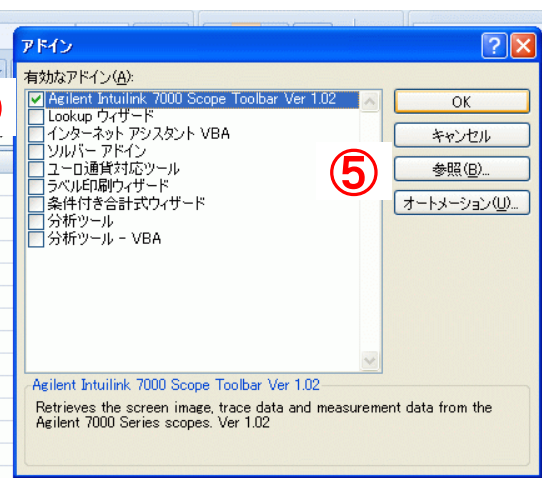 アドイン
有効なアドイン(A):
Agilent Intuilink 7000 Scope Toolbar Ver 1.02
Lookup ウィザード
インターネット アシスタント VBA
ソルバー アドイン
ユーロ通貨対応ツール
ラベル印刷ウィザード
条件付き合計式ウィザード
分析ツール
分析ツール - VBA
OK
キャンセル
⑤
参照(B)...
オートメーション(U)...
Agilent Intuilink 7000 Scope Toolbar Ver 1.02
Retrieves the screen image, trace data and measurement data from the
Agilent 7000 Series scopes. Ver 1.02